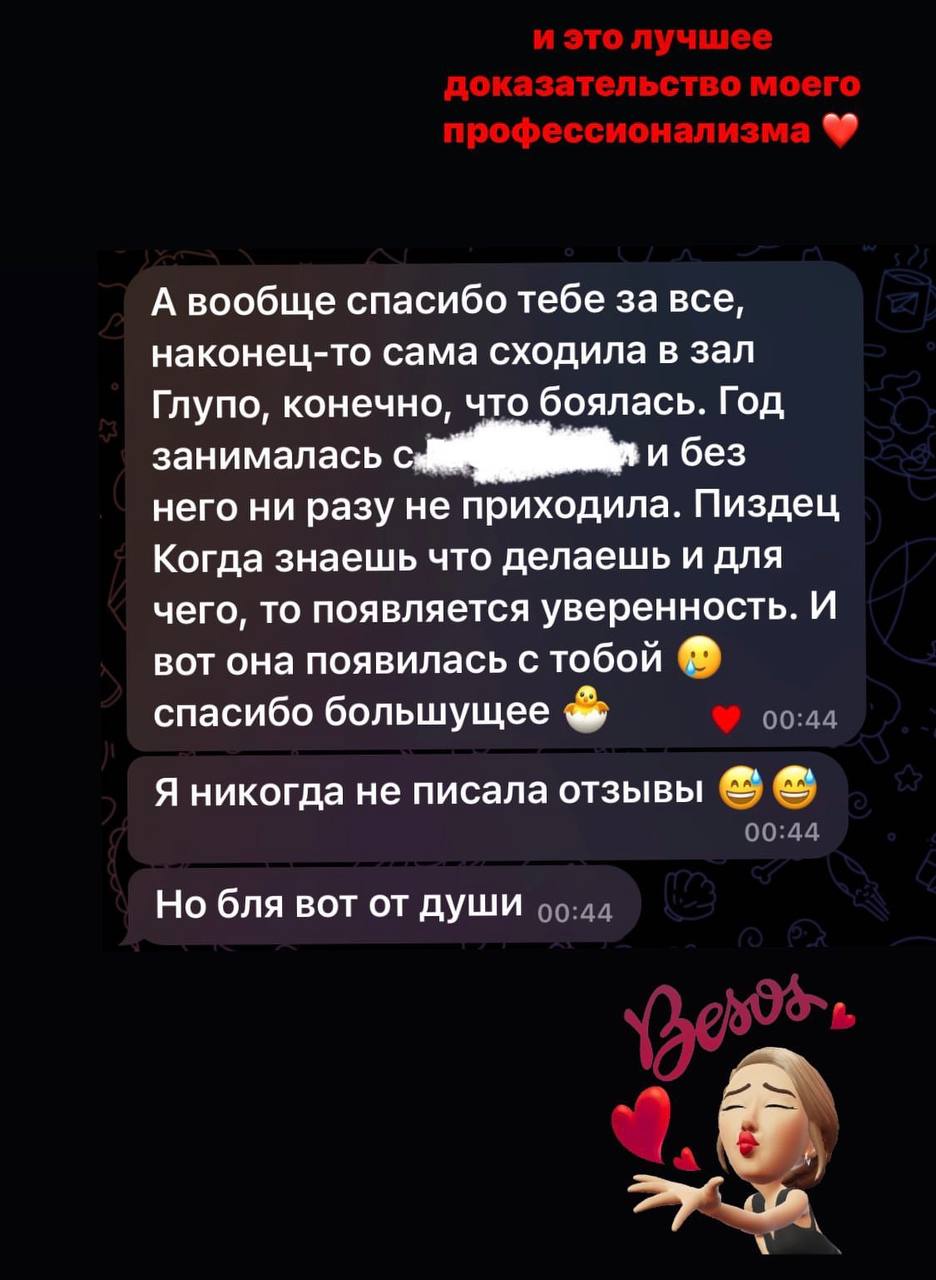 и это лучшее
доказательство моего
профессионализма ❤️
А вообще спасибо тебе за все,
наконец-то сама сходила в зал
Глупо, конечно, что боялась. Год
занималась с и без
него ни разу не приходила. Пиздец
Когда знаешь что делаешь и для
чего, то появляется уверенность. И
вот она появилась с тобой 🥲
спасибо большущее 🐣
❤️ 00:44
Я никогда не писала отзывы 😅😅
00:44
Но бля вот от души 00:44
Besos